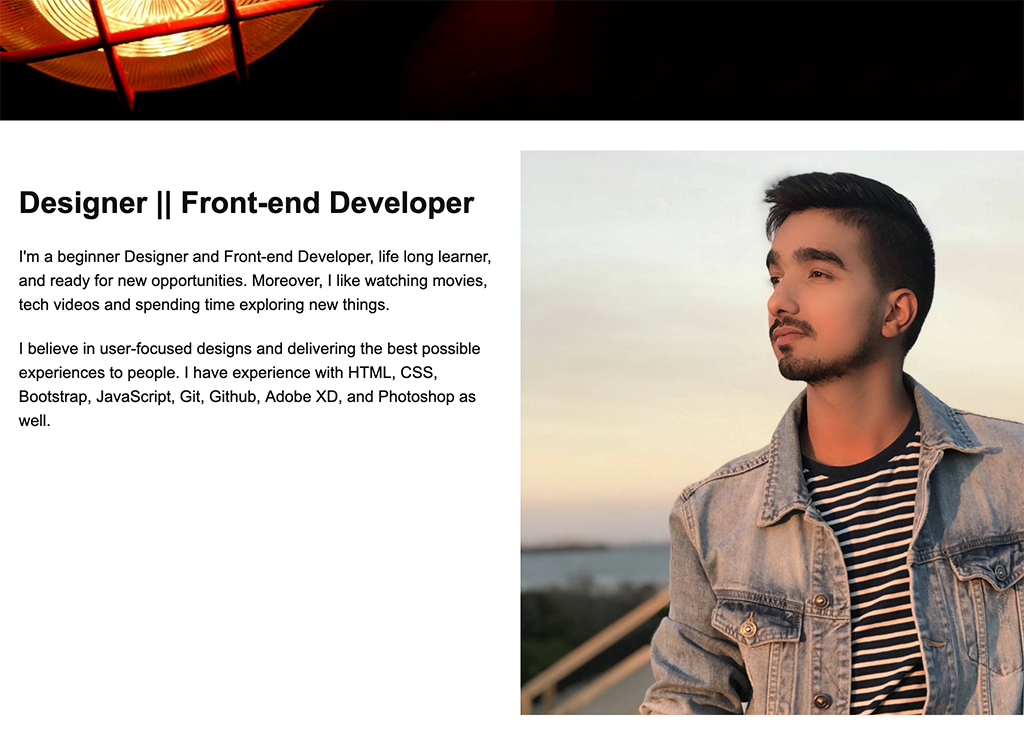 Designer || Front-end Developer
I'm a beginner Designer and Front-end Developer, life long learner,
and ready for new opportunities. Moreover, I like watching movies,
tech videos and spending time exploring new things.
I believe in user-focused designs and delivering the best possible
experiences to people. I have experience with HTML, CSS,
Bootstrap, JavaScript, Git, Github, Adobe XD, and Photoshop as
well.